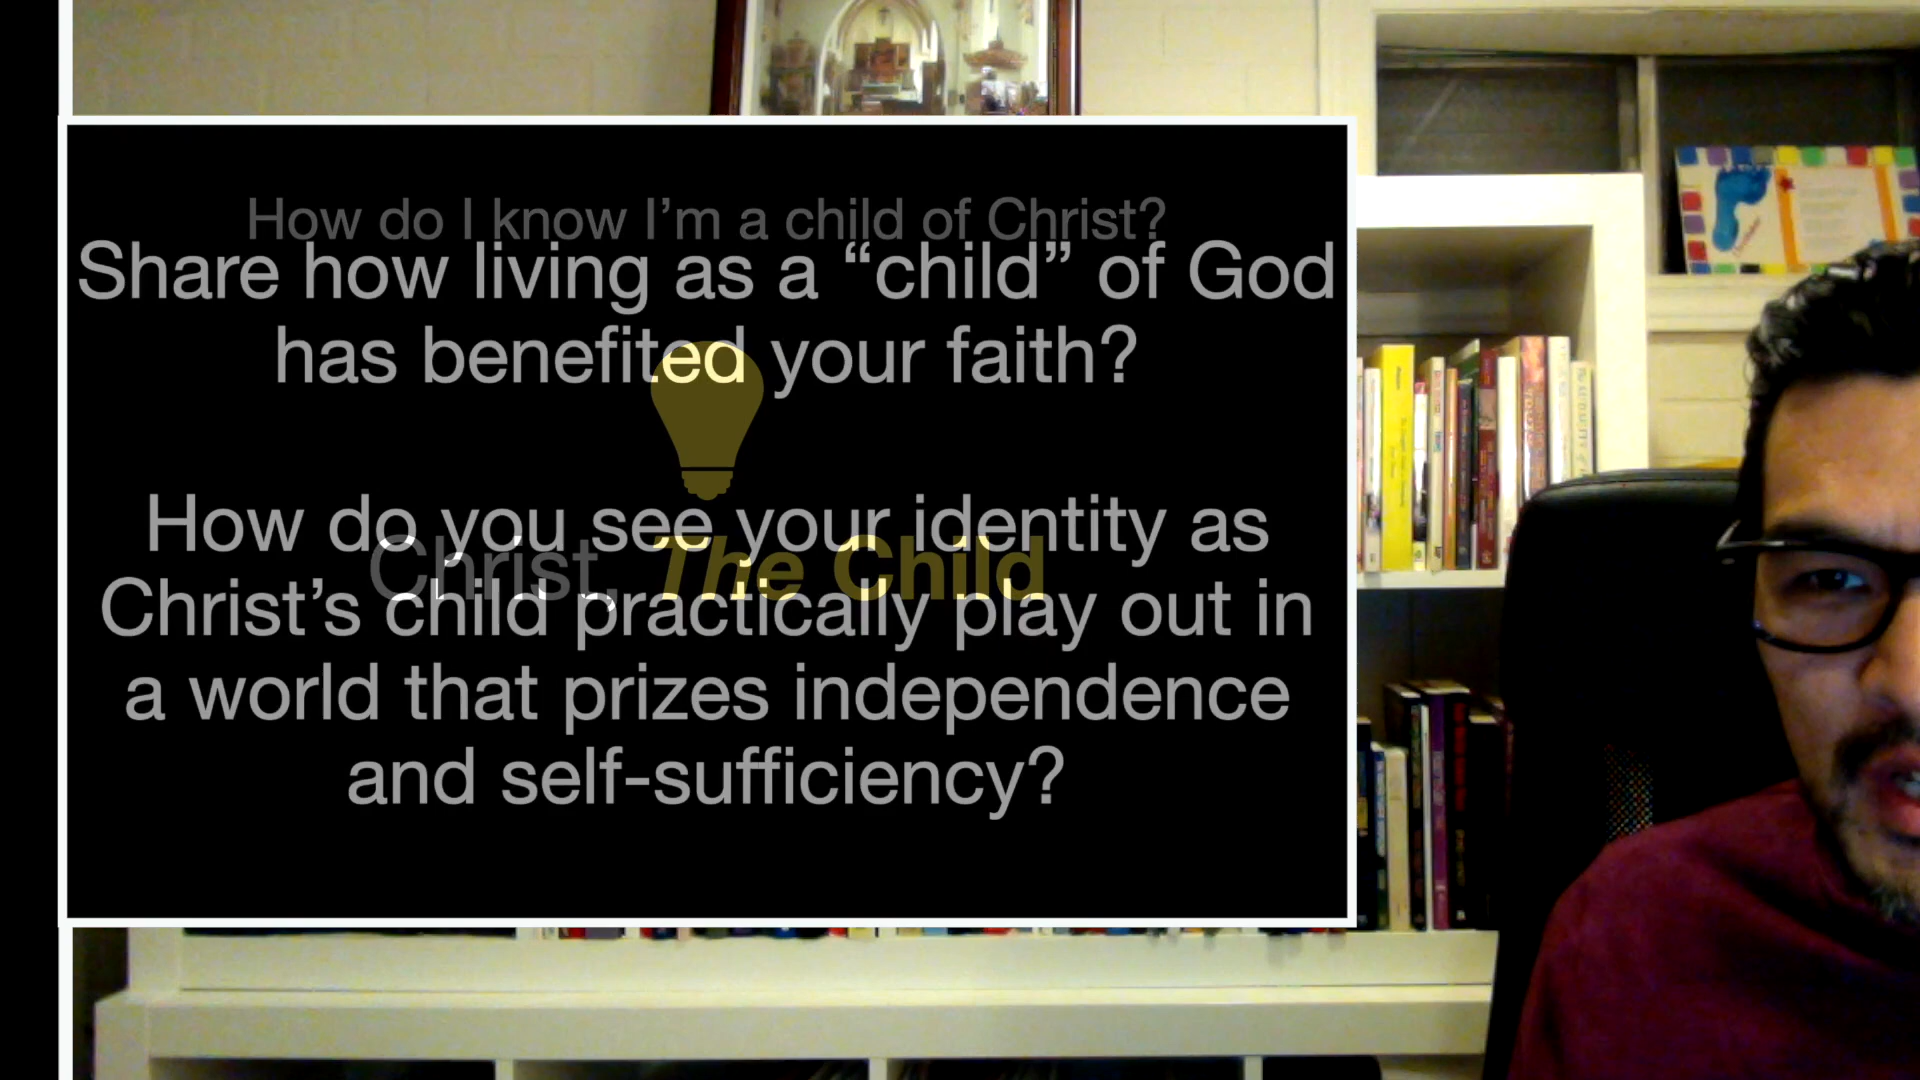 How do I know I’m a child of Christ?
Share how living as a “child” of God
has benefited your faith?
How do you see your identity as
Christ, The Child
Christ’s child practically play out in
a world that prizes independence
and self-sufficiency?